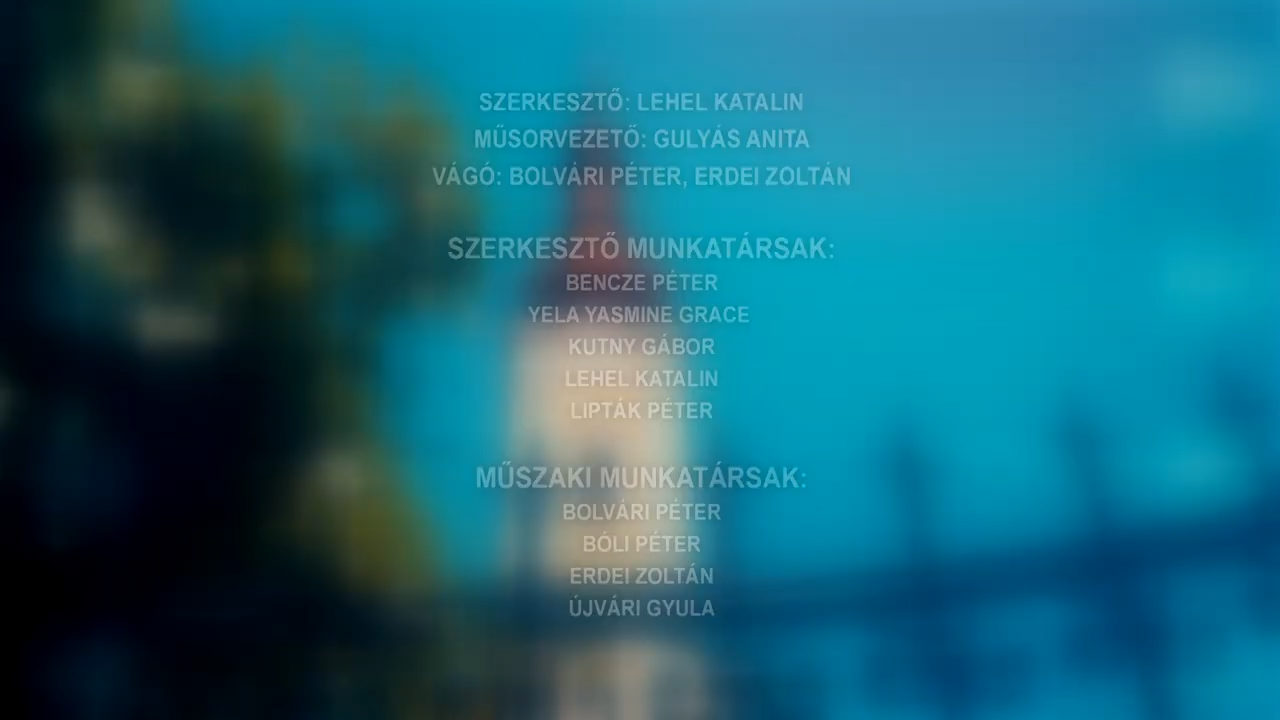 SZERKESZTŐ: LEHEL KATALIN
MŰSORVEZETŐ: GULYÁS ANITA
VÁGÓ: BOLVÁRI PÉTER, ERDEI ZOLTÁN
SZERKESZTŐ MUNKATÁRSAK:
BENCZE PÉTER
YELA YASMINE GRACE
KUTNY GÁBOR
LEHEL KATALIN
LIPTÁK PÉTER
MŰSZAKI MUNKATÁRSAK:
BOLVÁRI PÉTER
BÓLI PÉTER
ERDEI ZOLTÁN
ÚJVÁRI GYULA